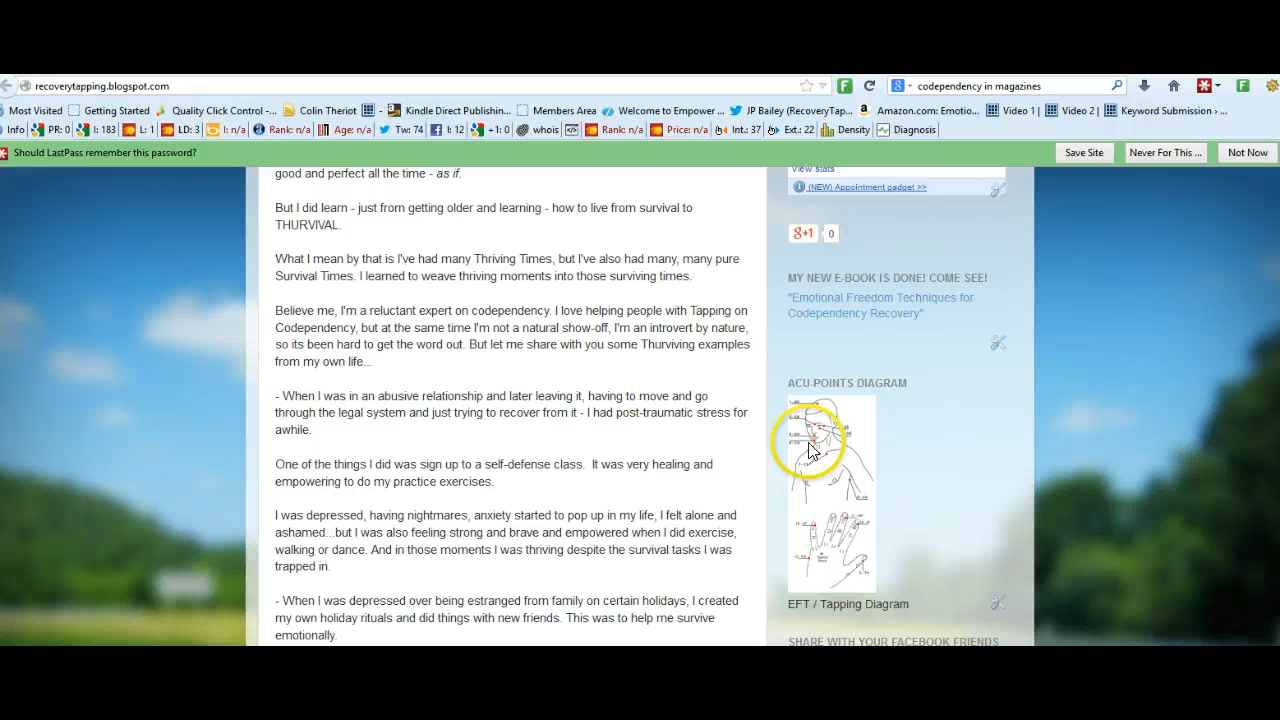 recoverytapping.blogspot.com
codependency in magazines
Most Visited
Getting Started
Quality Click Control -...
Colin Theriot
Kindle Direct Publishing...
Members Area
Welcome to Empower ...
JP Bailey (RecoveryTap...
Amazon.com: Emotio...
Video 1
Video 2
Keyword Submission ›...
Info
PR: 0
I: 183
L: 1
LD: 3
I: n/a
Rank: n/a
Age: n/a
Tw: 74
I: 12
+1: 0
whois
Rank: n/a
Price: n/a
Int.: 37
Ext.: 22
Density
Diagnosis
Should LastPass remember this password?
Save Site
Never For This ...
Not Now
good and perfect all the time - as if.
But I did learn - just from getting older and learning - how to live from survival to
THURVIVAL.
What I mean by that is I've had many Thriving Times, but I've also had many, many pure
Survival Times. I learned to weave thriving moments into those surviving times.
Believe me, I'm a reluctant expert on codependency. I love helping people with Tapping on
Codependency, but at the same time I'm not a natural show-off, I'm an introvert by nature,
so its been hard to get the word out. But let me share with you some Thurviving examples
from my own life...
- When I was in an abusive relationship and later leaving it, having to move and go
through the legal system and just trying to recover from it - I had post-traumatic stress for
awhile.
One of the things I did was sign up to a self-defense class.  It was very healing and
empowering to do my practice exercises.
I was depressed, having nightmares, anxiety started to pop up in my life, I felt alone and
ashamed...but I was also feeling strong and brave and empowered when I did exercise,
walking or dance. And in those moments I was thriving despite the survival tasks I was
trapped in.
- When I was depressed over being estranged from family on certain holidays, I created
my own holiday rituals and did things with new friends. This was to help me survive
emotionally.
View stats
(NEW) Appointment gadget >>
g+1 0
MY NEW E-BOOK IS DONE! COME SEE!
"Emotional Freedom Techniques for
Codependency Recovery"
ACU-POINTS DIAGRAM
EFT / Tapping Diagram
SHARE WITH YOUR FACEBOOK FRIENDS